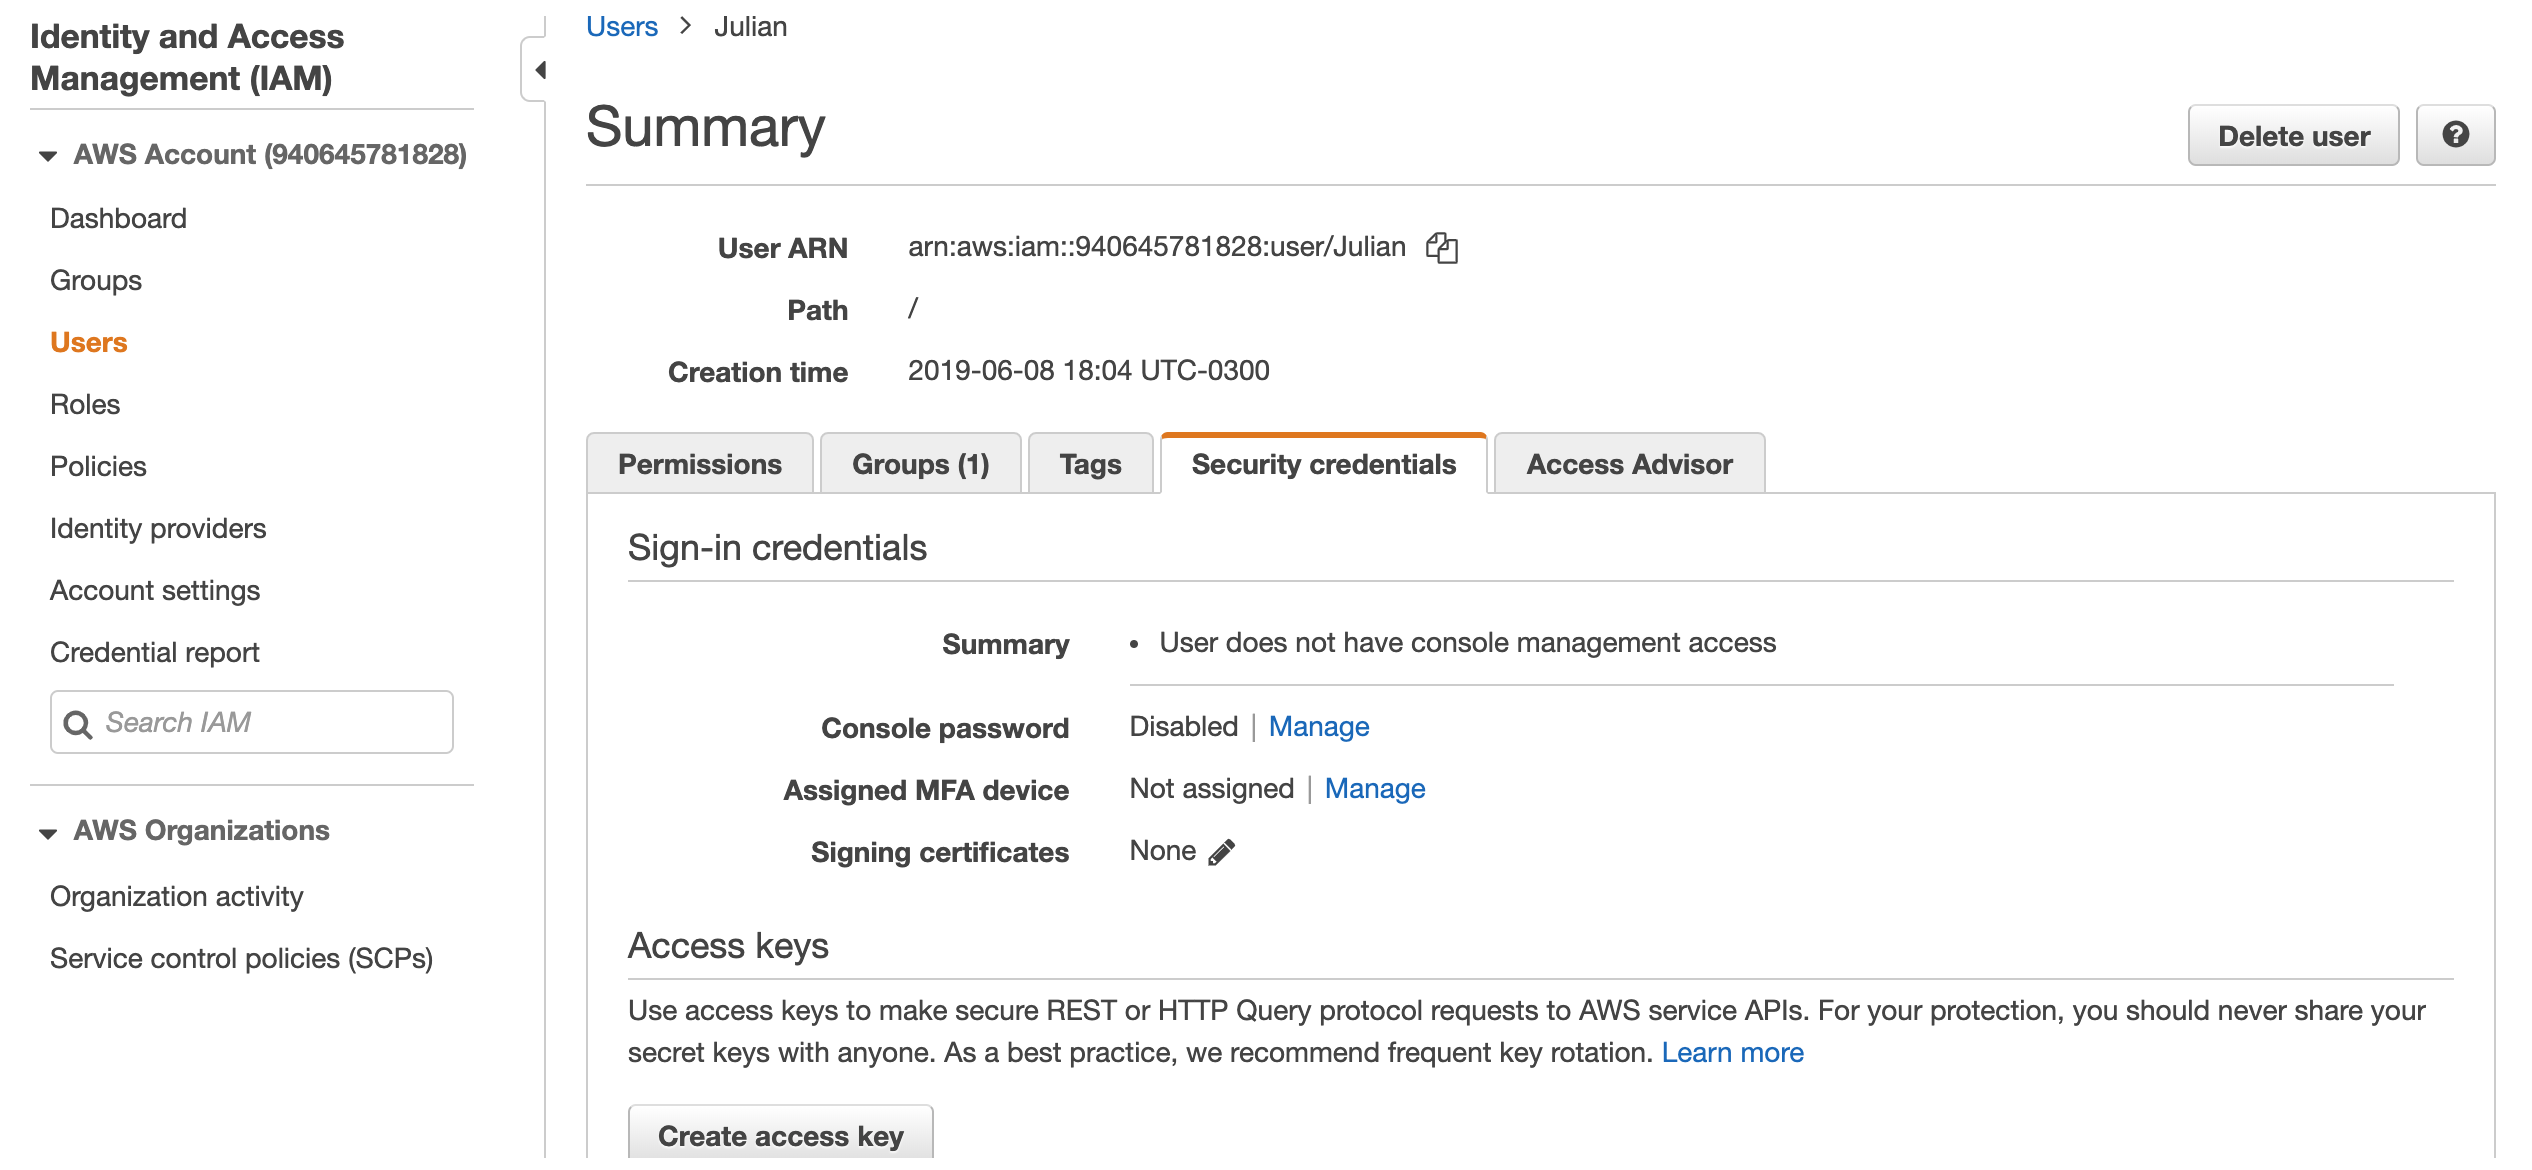 Identity and Access
Management (IAM)
AWS Account (940645781828)
Dashboard
Groups
Users
Roles
Policies
Identity providers
Account settings
Credential report
Search IAM
AWS Organizations
Organization activity
Service control policies (SCPs)
Users > Julian
Summary
Delete user
?
User ARN arn:aws:iam::940645781828:user/Julian
Path /
Creation time 2019-06-08 18:04 UTC-0300
Permissions Groups (1) Tags Security credentials Access Advisor
Sign-in credentials
Summary • User does not have console management access
Console password Disabled | Manage
Assigned MFA device Not assigned | Manage
Signing certificates None
Access keys
Use access keys to make secure REST or HTTP Query protocol requests to AWS service APIs. For your protection, you should never share your
secret keys with anyone. As a best practice, we recommend frequent key rotation. Learn more
Create access key